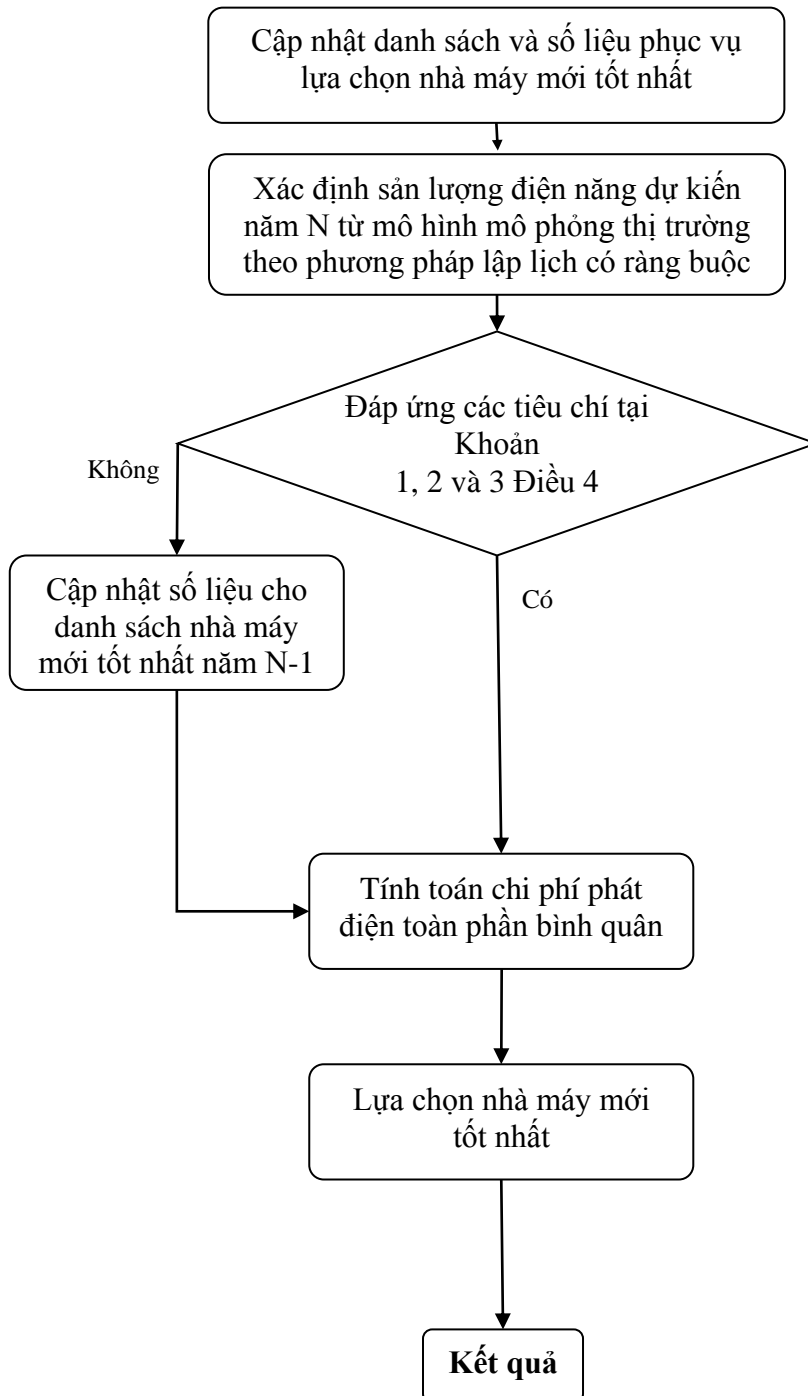 Cập nhật danh sách và số liệu phục vụ
lựa chọn nhà máy mới tốt nhất
Xác định sản lượng điện năng dự kiến
năm N từ mô hình mô phỏng thị trường
theo phương pháp lập lịch có ràng buộc
Đáp ứng các tiêu chí tại
Khoản
1, 2 và 3 Điều 4
Không
Có
Cập nhật số liệu cho
danh sách nhà máy
mới tốt nhất năm N-1
Tính toán chi phí phát
điện toàn phần bình quân
Lựa chọn nhà máy mới
tốt nhất
Kết quả